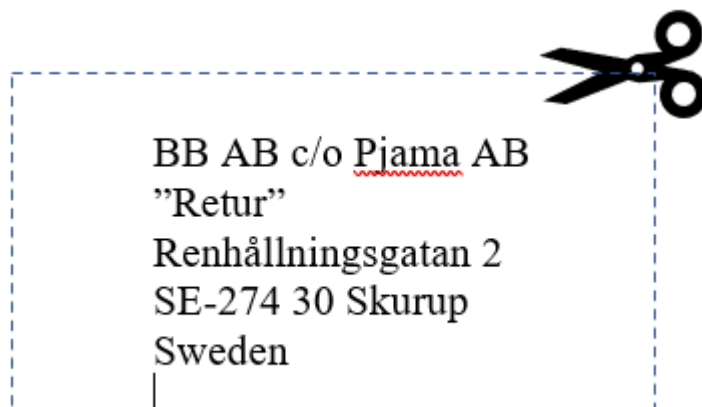 BB AB c/o Pjama AB
”Retur”
Renhållningsgatan 2
SE-274 30 Skurup
Sweden